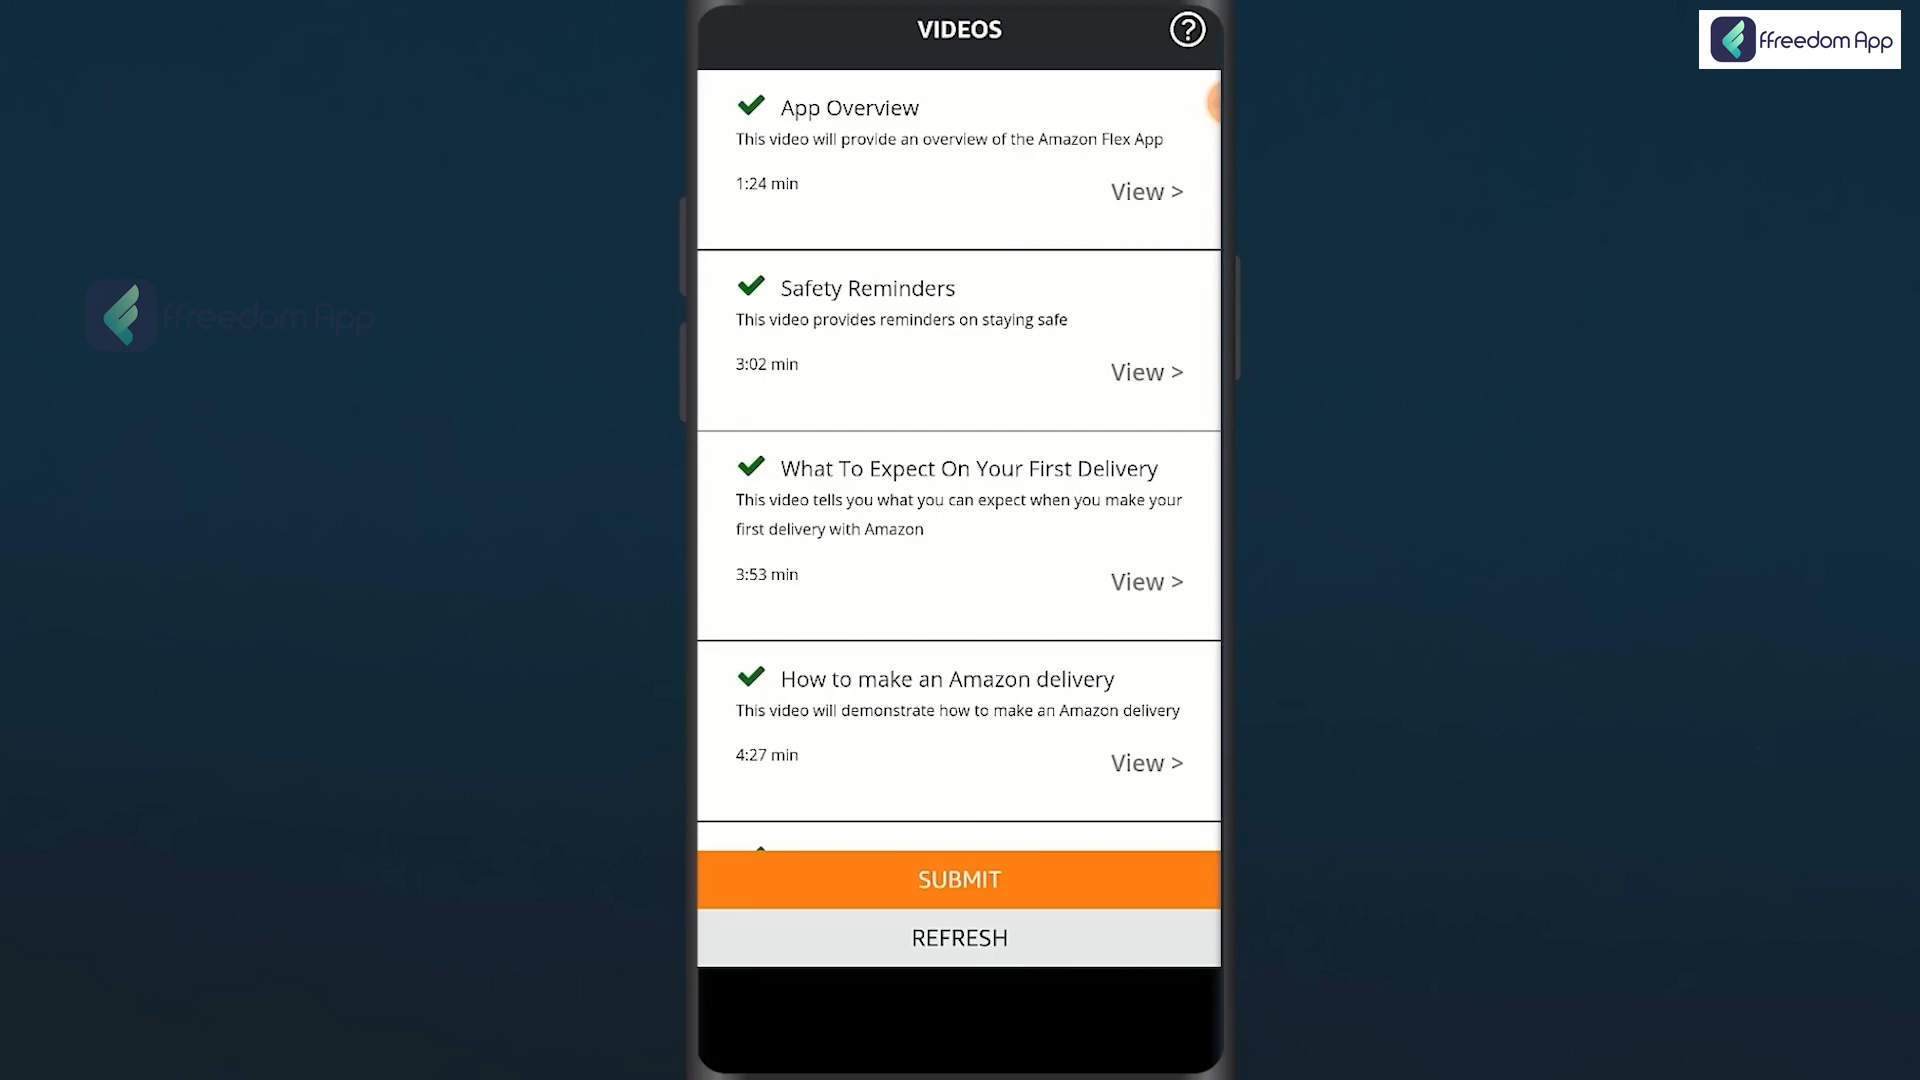 VIDEOS
?
ffreedom App
App Overview
This video will provide an overview of the Amazon Flex App
1:24 min
View >
Safety Reminders
This video provides reminders on staying safe
3:02 min
View >
ffreedom App
What To Expect On Your First Delivery
This video tells you what you can expect when you make your
first delivery with Amazon
3:53 min
View >
How to make an Amazon delivery
This video will demonstrate how to make an Amazon delivery
4:27 min
View >
SUBMIT
REFRESH